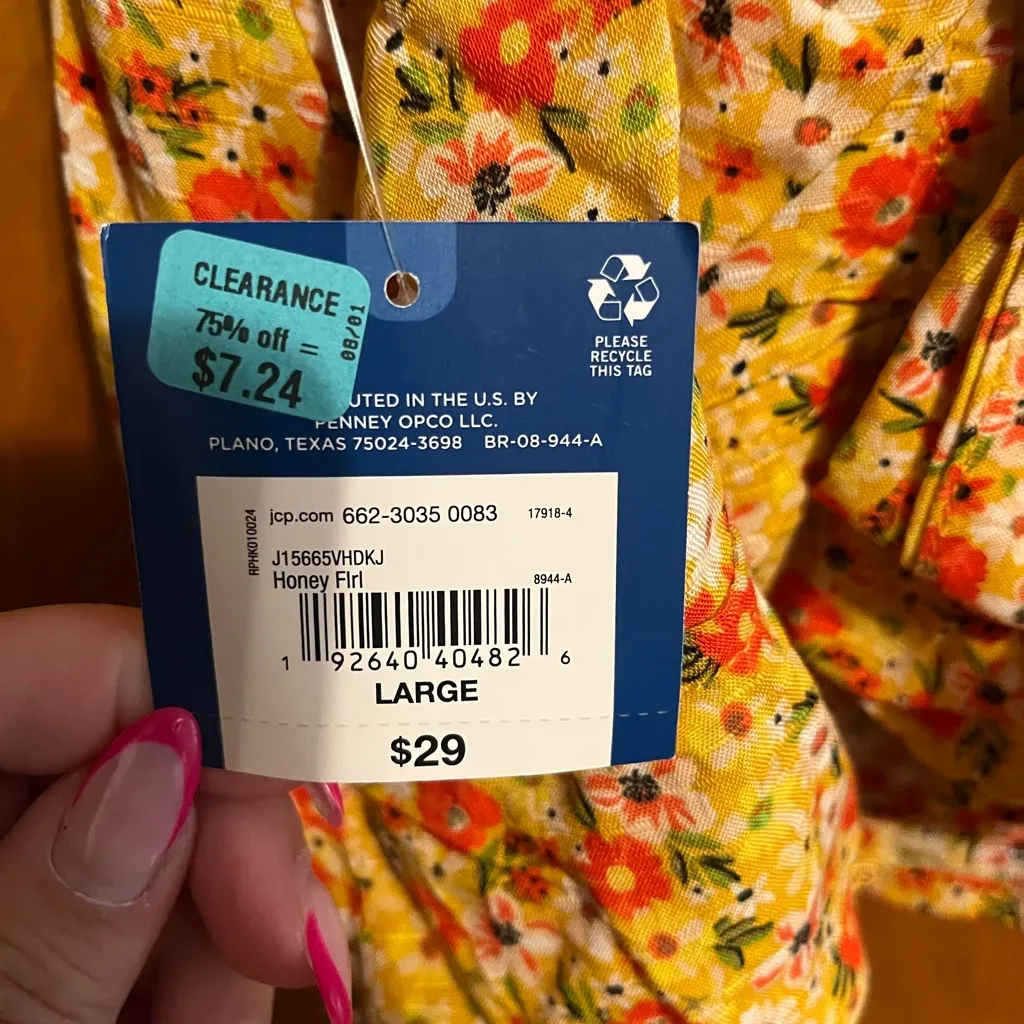 CLEARANCE
75% off =
$7.24
08/01
PLEASE
RECYCLE
THIS TAG
UTED IN THE U.S. BY
PENNEY OPCO LLC.
PLANO, TEXAS 75024-3698 BR-08-944-A
RPHK010024
jcp.com 662-3035 0083 17918-4
J15665VHDKJ
Honey Flrl 8944-A
1 92640 40482 6
LARGE
$29